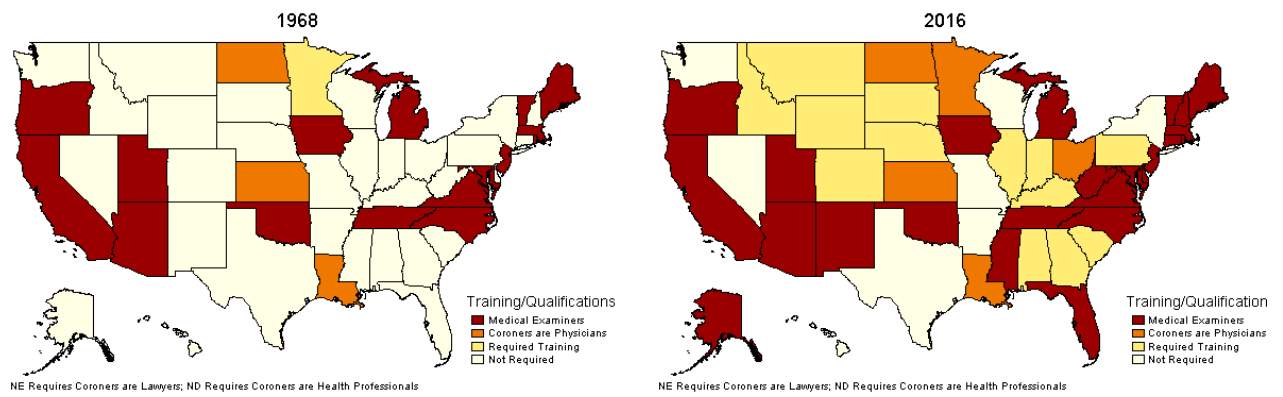 1968
Training/Qualifications
Medical Examiners
Coroners are Physicians
Required Training
Not Required
NE Requires Coroners are Lawyers; ND Requires Coroners are Health Professionals
2016
Training/Qualification
Medical Examiners
Coroners are Physicians
Required Training
Not Required
NE Requires Coroners are Lawyers; ND Requires Coroners are Health Professionals